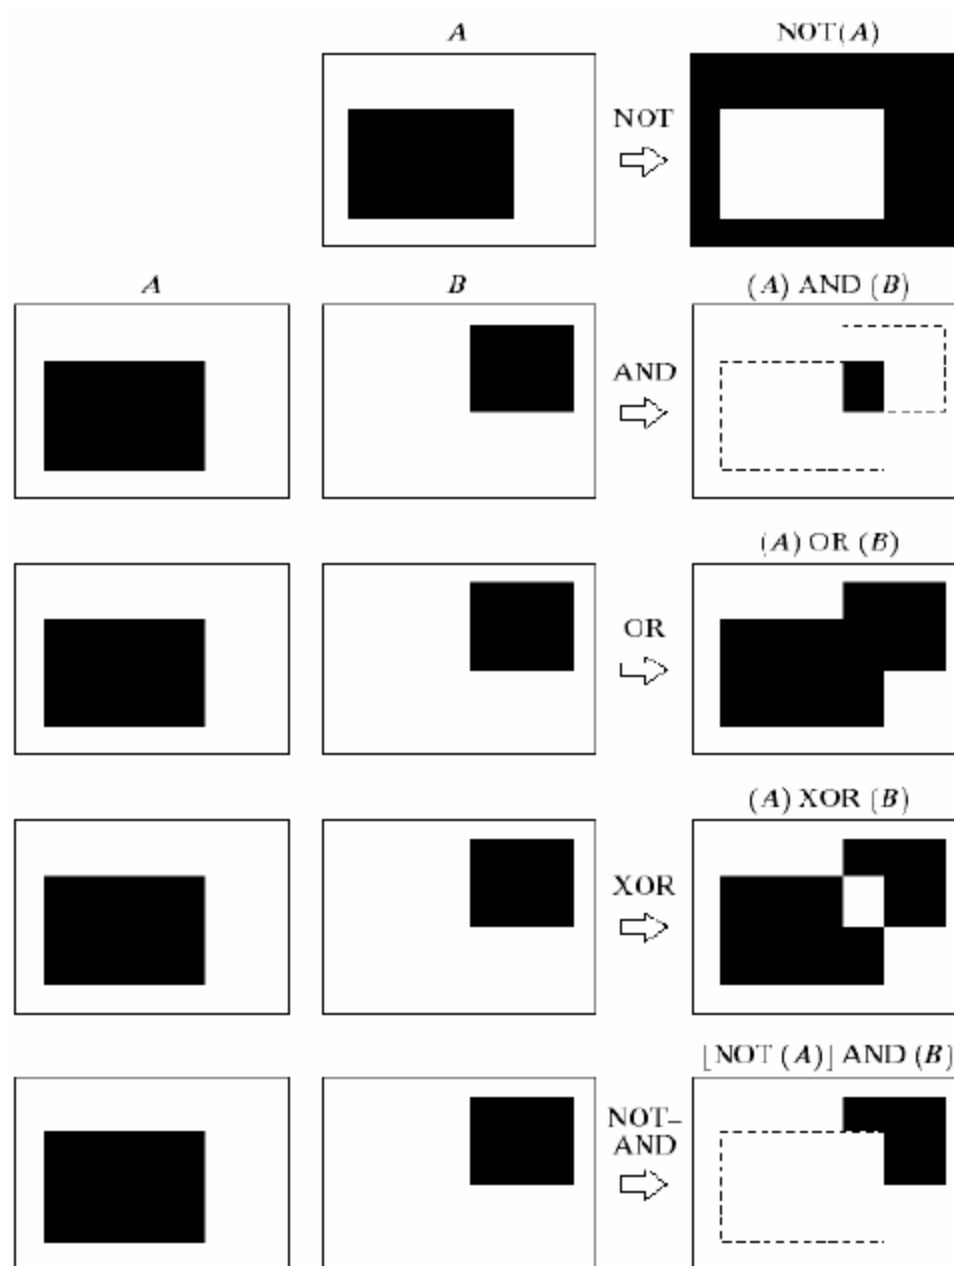 A NOT(A)
NOT
A B (A) AND (B)
AND
(A) OR (B)
OR
(A) XOR (B)
XOR
[NOT (A)] AND (B)
NOT–
AND